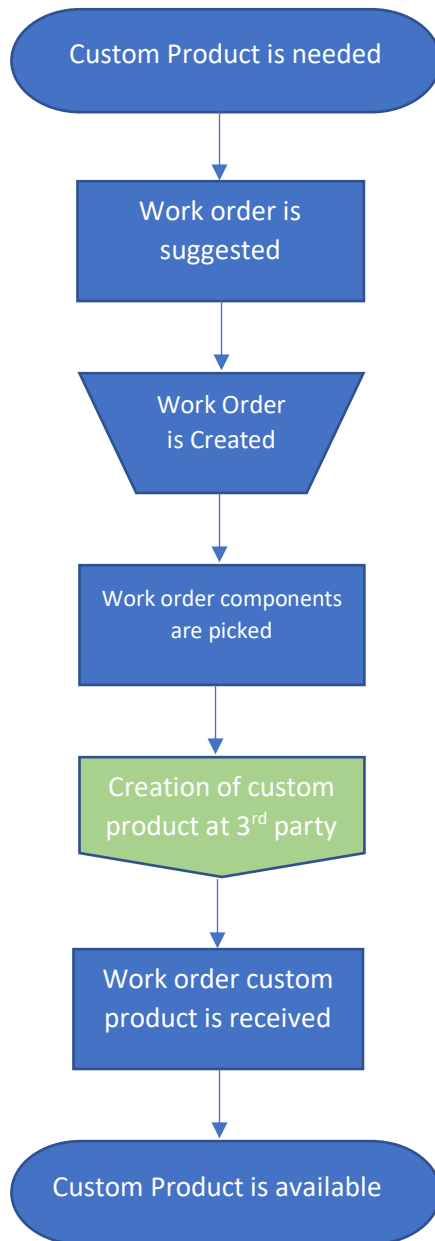 Custom Product is needed
Work order is
suggested
Work Order
is Created
Work order components
are picked
Creation of custom
product at 3rd party
Work order custom
product is received
Custom Product is available